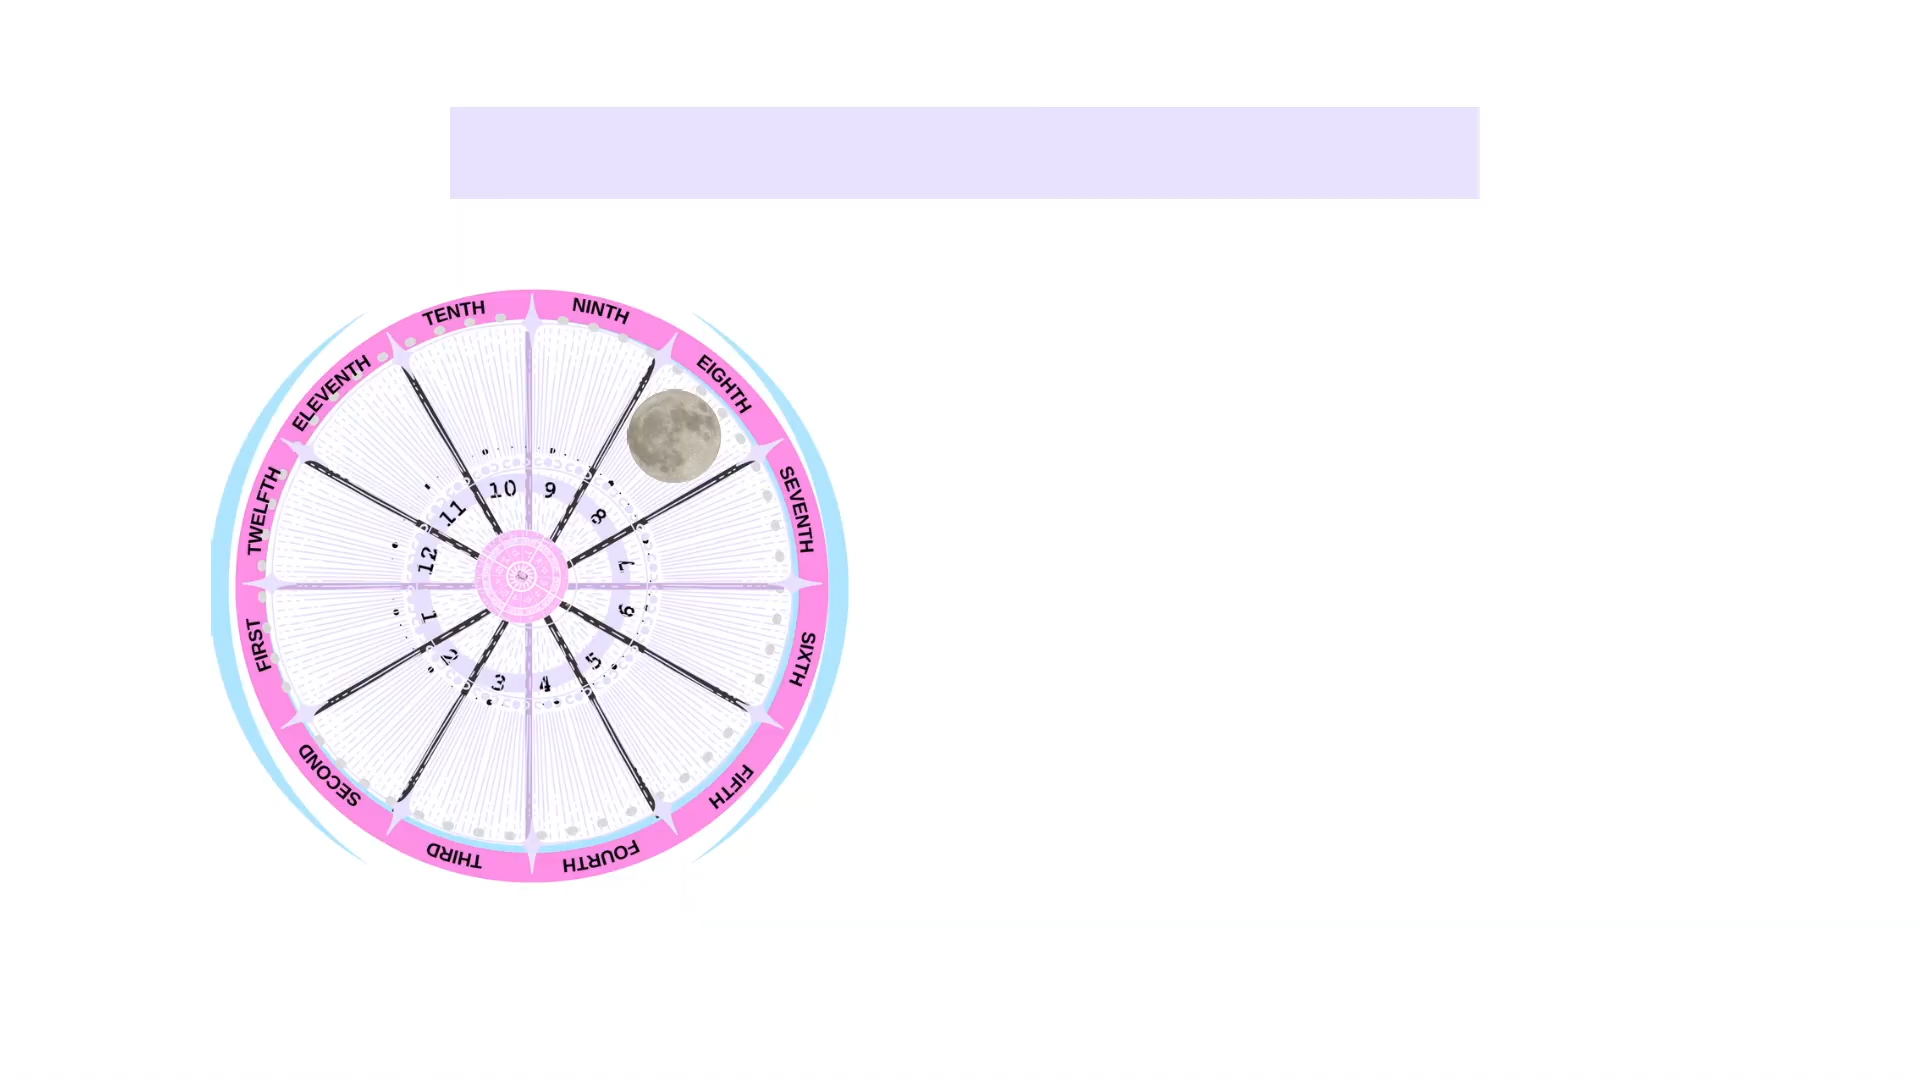 TENTH
NINTH
ELEVENTH
EIGHTH
TWELFTH
SEVENTH
FIRST
SIXTH
SECOND
FIFTH
THIRD
FOURTH
10
9
11
8
12
7
1
6
2
5
3
4